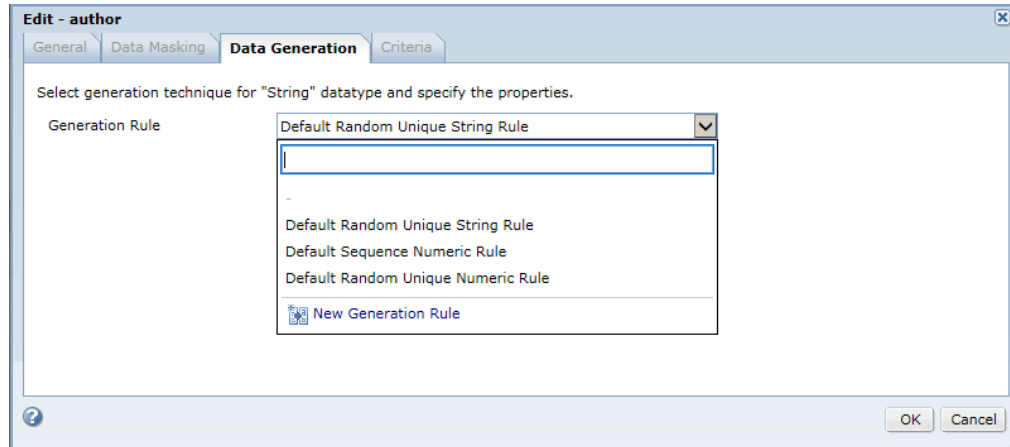 Edit - author
General Data Masking Data Generation Criteria
Select generation technique for "String" datatype and specify the properties.
Generation Rule Default Random Unique String Rule
-
Default Random Unique String Rule
Default Sequence Numeric Rule
Default Random Unique Numeric Rule
New Generation Rule
? OK Cancel